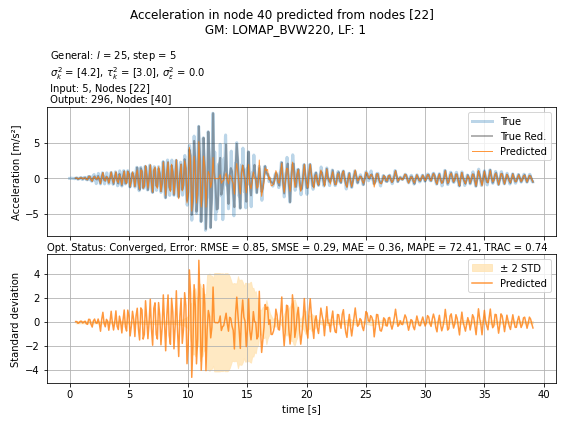 Acceleration in node 40 predicted from nodes [22]
GM: LOMAP_BVW220, LF: 1
General: l = 25, step = 5
σ²ₖ = [4.2], τ²ₖ = [3.0], σ²ε = 0.0
Input: 5, Nodes [22]
Output: 296, Nodes [40]
Acceleration [m/s²]
5
0
−5
True
True Red.
Predicted
Opt. Status: Converged, Error: RMSE = 0.85, SMSE = 0.29, MAE = 0.36, MAPE = 72.41, TRAC = 0.74
Standard deviation
4
2
0
−2
−4
± 2 STD
Predicted
0 5 10 15 20 25 30 35 40
time [s]